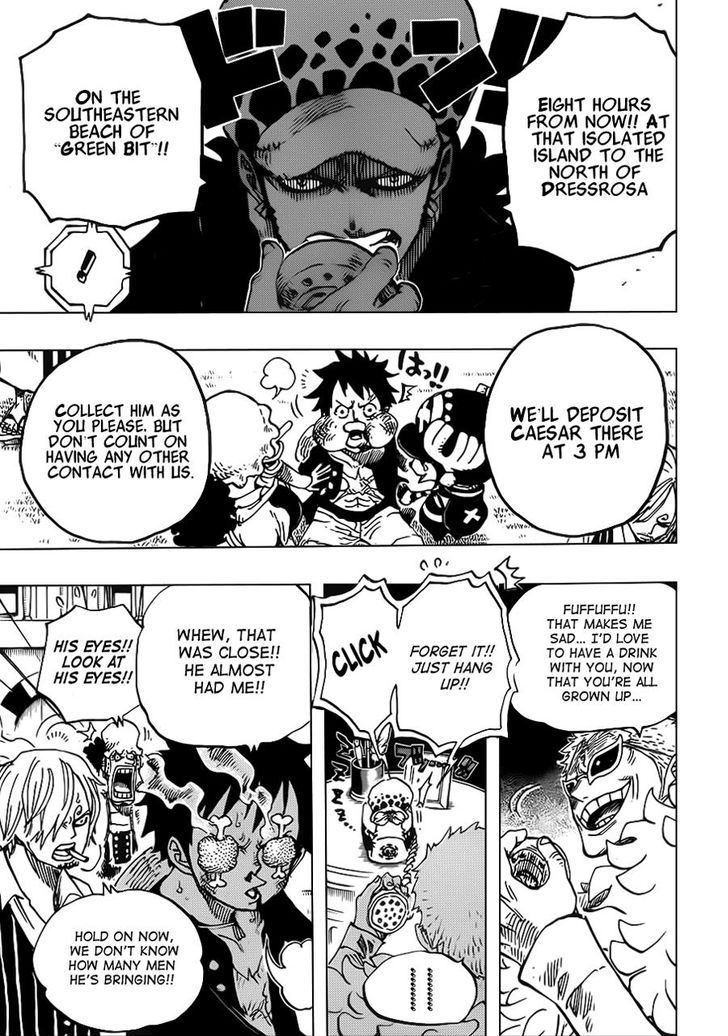 EIGHT HOURS
FROM NOW!! AT
THAT ISOLATED
ISLAND TO THE
NORTH OF
DRESSROSA
ON THE
SOUTHEASTERN
BEACH OF
"GREEN BIT"!!
!
WE'LL DEPOSIT
CAESAR THERE
AT 3 PM
はっ!!
COLLECT HIM AS
YOU PLEASE. BUT
DON'T COUNT ON
HAVING ANY OTHER
CONTACT WITH US.
FUFFUFFU!!
THAT MAKES ME
SAD... I'D LOVE
TO HAVE A DRINK
WITH YOU, NOW
THAT YOU'RE ALL
GROWN UP...
FORGET IT!!
JUST HANG
UP!!
CLICK
!!
WHEW, THAT
WAS CLOSE!!
HE ALMOST
HAD ME!!
HIS EYES!!
LOOK AT
HIS EYES!!
HOLD ON NOW,
WE DON'T KNOW
HOW MANY MEN
HE'S BRINGING!!